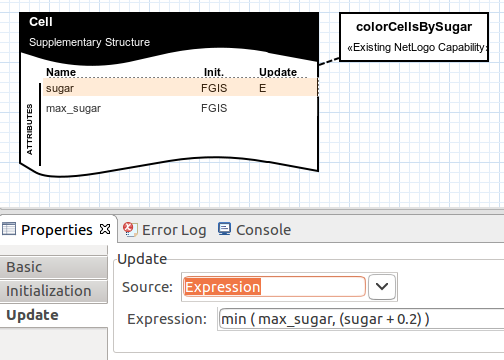 Cell
Supplementary Structure
colorCellsBySugar
«Existing NetLogo Capability»
ATTRIBUTES
Name Init. Update
sugar FGIS E
max_sugar FGIS
Properties Error Log Console
Basic
Initialization
Update
Update
Source: Expression
Expression: min ( max_sugar, (sugar + 0.2) )